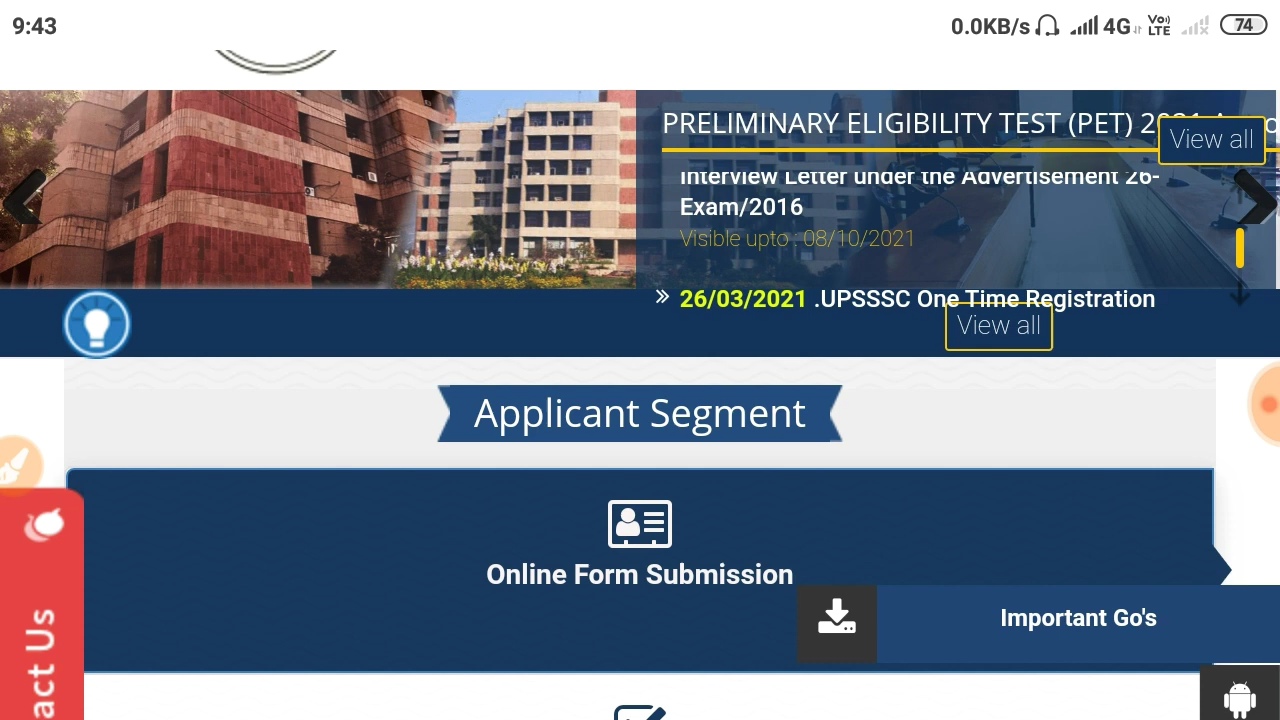 9:43
0.0KB/s 4G Vo) LTE 74
PRELIMINARY ELIGIBILITY TEST (PET)
View all
Interview Letter under the Advertisement 26-
Exam/2016
Visible upto : 08/10/2021
26/03/2021 .UPSSSC One Time Registration
View all
Applicant Segment
Online Form Submission
Important Go's
act Us